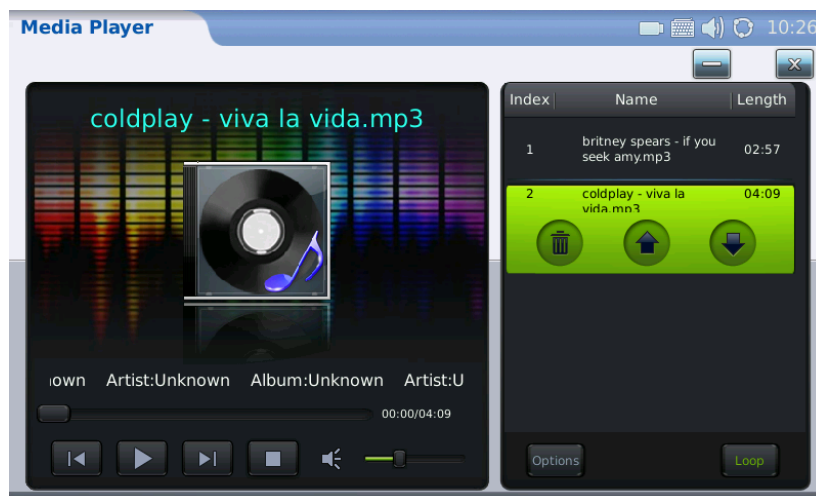 Media Player
10:26
coldplay - viva la vida.mp3
Index Name Length
1 britney spears - if you seek amy.mp3 02:57
2 coldplay - viva la vida.mp3 04:09
Artist:Unknown Album:Unknown
00:00/04:09
Options
Loop